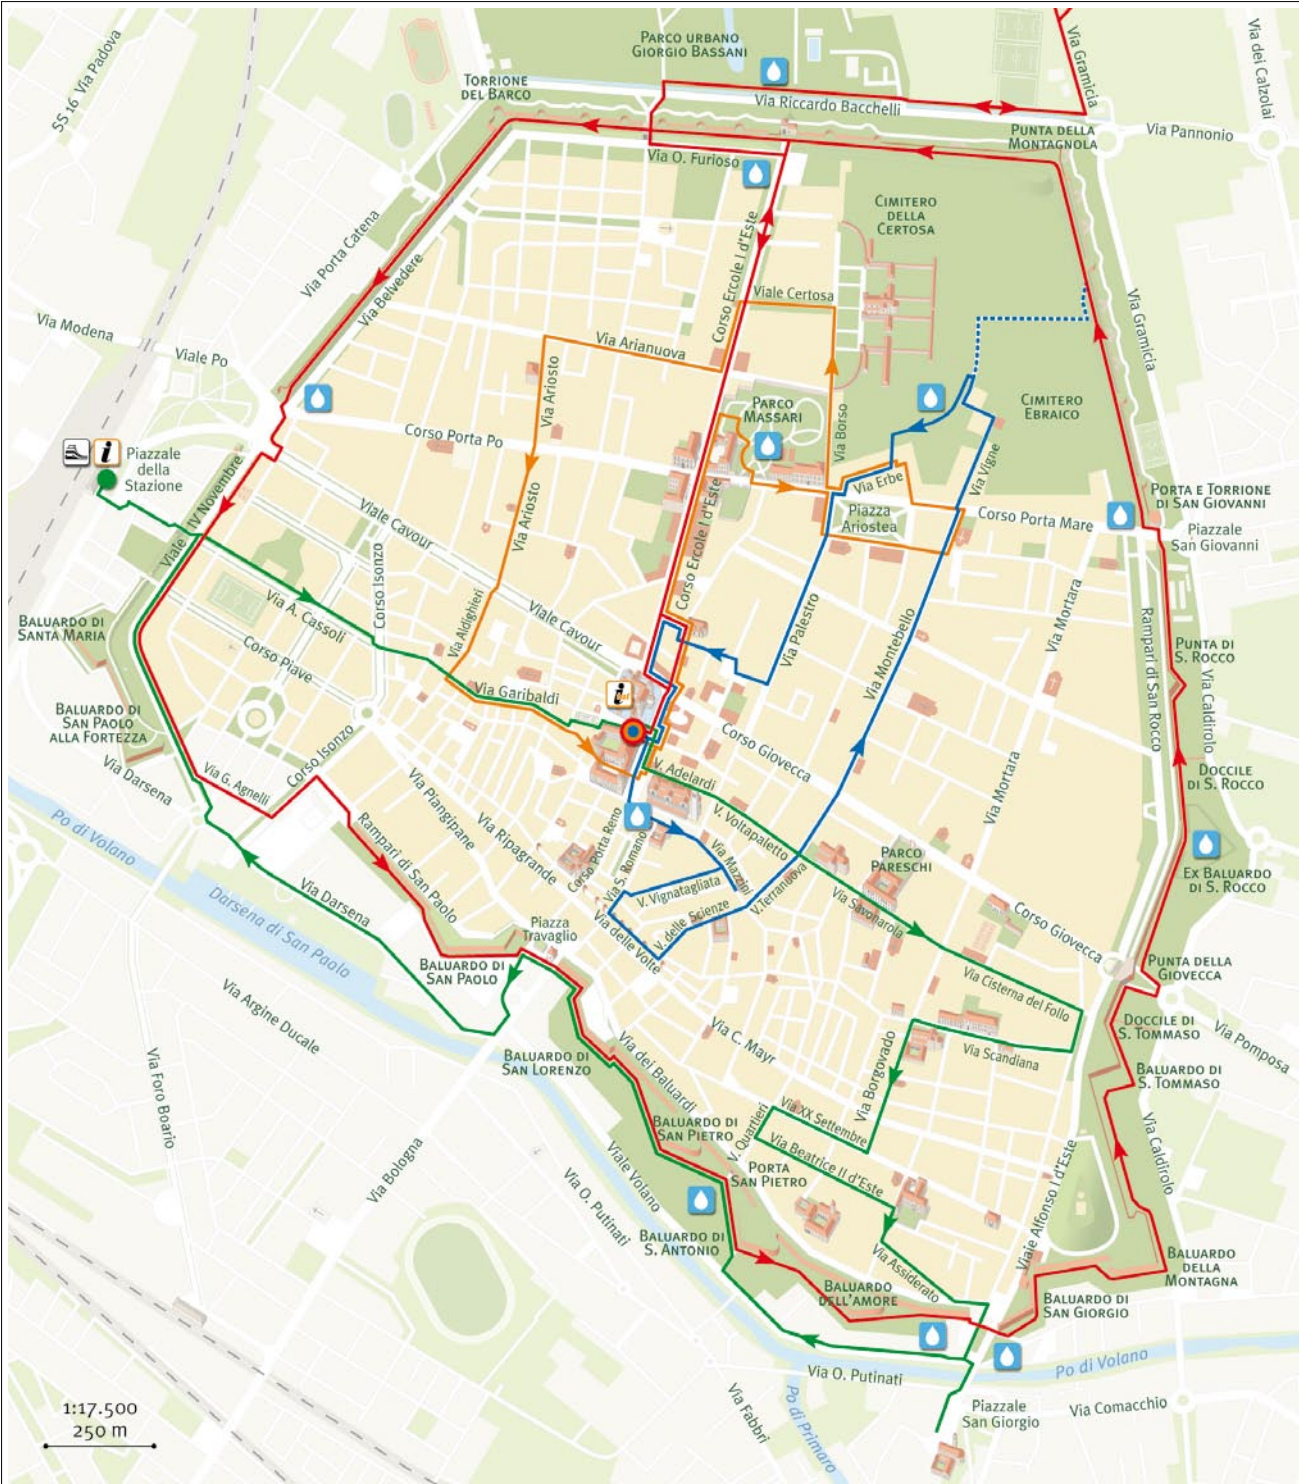 PARCO URBANO
GIORGIO BASSANI
Via Gramicia
Via dei Calzolai
SS 16 Via Padova
TORRIONE
DEL BARCO
Via Riccardo Bacchelli
PUNTA DELLA
MONTAGNOLA
Via Pannonio
Via O. Furioso
CIMITERO
DELLA
CERTOSA
Via Porta Catena
Via Belvedere
Corso Ercole I d'Este
Viale Certosa
Via Gramicia
Via Modena
Viale Po
Via Arianuova
Via Ariosto
PARCO
MASSARI
CIMITERO
EBRAICO
Via Borso
Corso Porta Po
Piazzale
della
Stazione
Viale IV Novembre
Via Vigne
Via Erbe
Piazza
Ariostea
Corso Porta Mare
PORTA E TORRIONE
DI SAN GIOVANNI
Piazzale
San Giovanni
Viale Cavour
Via Ariosto
Corso Isonzo
Corso Ercole I d'Este
Via A. Cassoli
Via Aldighieri
Viale Cavour
Via Palestro
Via Montebello
Via Mortara
Rampari di San Rocco
BALUARDO DI
SANTA MARIA
Corso Piave
PUNTA DI
S. ROCCO
Via Caldirolo
Via Garibaldi
BALUARDO DI
SAN PAOLO
ALLA FORTEZZA
Corso Isonzo
Corso Giovecca
Via Darsena
Via G. Agnelli
V. Adelardi
DOCCILE
DI S. ROCCO
Via Mortara
Po di Volano
Via Piangipane
Via Ripagrande
Rampari di San Paolo
Corso Porta Reno
Via S. Romano
Via Mazzini
V. Voltapaletto
PARCO
PARESCHI
EX BALUARDO
DI S. ROCCO
Darsena di San Paolo
Via Darsena
V. Vignatagliata
V. delle Scienze
V. Terranuova
Via Savonarola
Corso Giovecca
Piazza
Travaglio
Via delle Volte
BALUARDO DI
SAN PAOLO
Via Cisterna del Follo
PUNTA DELLA
GIOVECCA
Via Argine Ducale
Via C. Mayr
DOCCILE DI
S. TOMMASO
Via Pomposa
Via Foro Boario
BALUARDO DI
SAN LORENZO
Via dei Baluardi
Via Borgovado
Via Scandiana
BALUARDO DI
S. TOMMASO
BALUARDO DI
SAN PIETRO
V. Quartieri
Via XX Settembre
Via Beatrice II d'Este
Via Caldirolo
Via Bologna
Viale Volano
Via O. Putinati
PORTA
SAN PIETRO
Viale Alfonso I d'Este
BALUARDO DI
S. ANTONIO
Via Assiderato
BALUARDO
DELLA
MONTAGNA
BALUARDO
DELL'AMORE
BALUARDO DI
SAN GIORGIO
Via O. Putinati
Po di Volano
Via Fabbri
Po di Primaro
Piazzale
San Giorgio
Via Comacchio
1:17.500
250 m